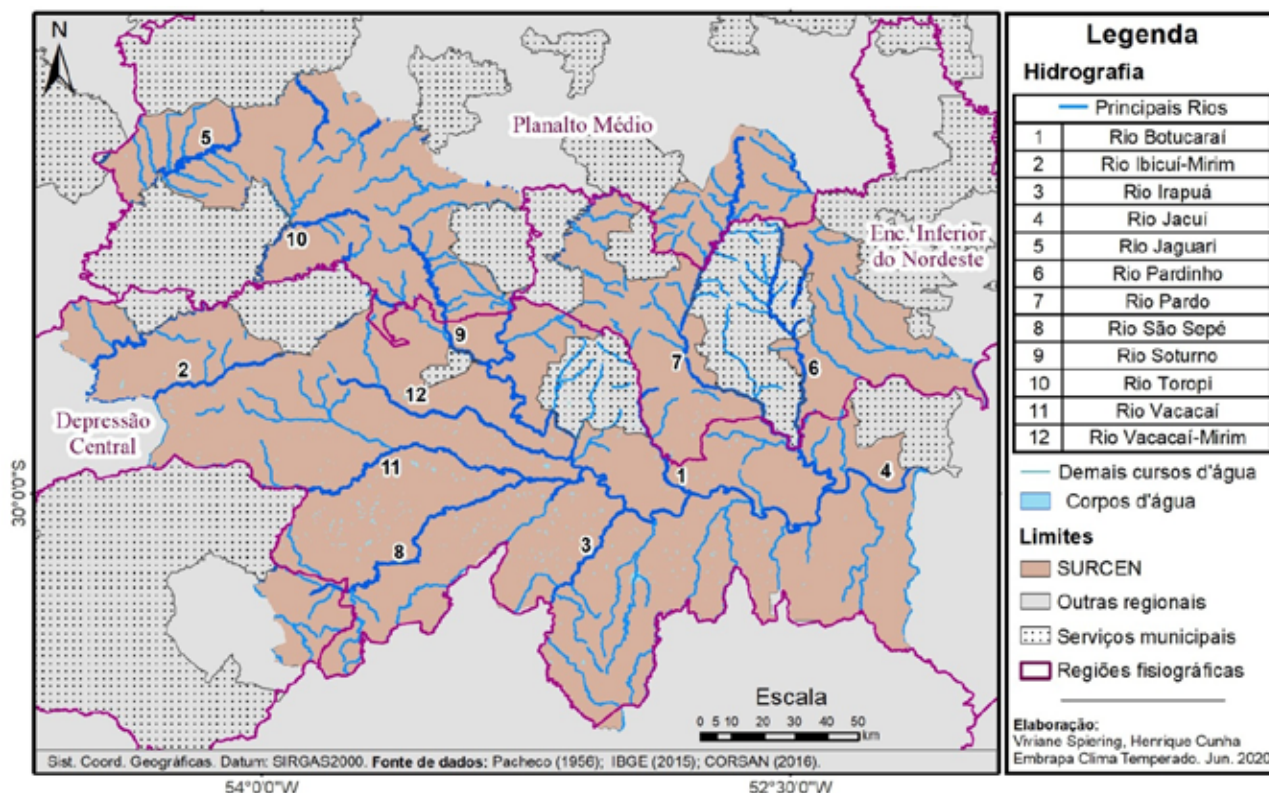 N
Planalto Médio
Enc. Inferior
do Nordeste
Depressão
Central
5
10
2
9
12
7
6
11
1
4
8
3
Escala
0 5 10 20 30 40 50
km
Sist. Coord. Geográficas. Datum: SIRGAS2000. Fonte de dados: Pacheco (1956); IBGE (2015); CORSAN (2016).
30°0'0"S
54°0'0"W
52°30'0"W
Legenda
Hidrografia
Principais Rios
1 Rio Botucaraí
2 Rio Ibicuí-Mirim
3 Rio Irapuá
4 Rio Jacuí
5 Rio Jaguari
6 Rio Pardinho
7 Rio Pardo
8 Rio São Sepé
9 Rio Soturno
10 Rio Toropi
11 Rio Vacacaí
12 Rio Vacacaí-Mirim
Demais cursos d'água
Corpos d'água
Limites
SURCEN
Outras regionais
Serviços municipais
Regiões fisiográficas
Elaboração:
Viviane Spiering, Henrique Cunha
Embrapa Clima Temperado. Jun. 2020